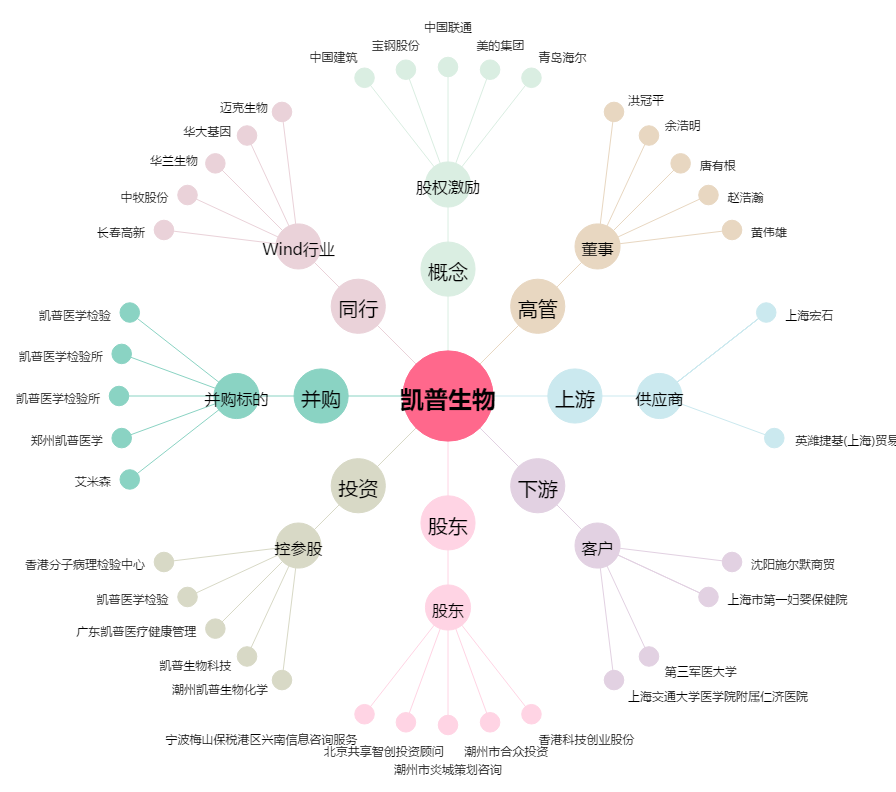 中国联通
宝钢股份
美的集团
中国建筑
青岛海尔
迈克生物
洪冠平
华大基因
余浩明
华兰生物
唐有根
股权激励
中牧股份
赵浩瀚
长春高新
黄伟雄
Wind行业
董事
概念
同行
高管
凯普医学检验
上海宏石
凯普医学检验所
凯普医学检验所
并购标的
并购
凯普生物
上游
供应商
郑州凯普医学
英潍捷基(上海)贸易
艾米森
投资
下游
股东
控参股
客户
香港分子病理检验中心
沈阳施尔默商贸
凯普医学检验
上海市第一妇婴保健院
股东
广东凯普医疗健康管理
凯普生物科技
第三军医大学
潮州凯普生物化学
上海交通大学医学院附属仁济医院
宁波梅山保税港区兴南信息咨询服务
香港科技创业股份
北京共享智创投资顾问
潮州市合众投资
潮州市炎城策划咨询